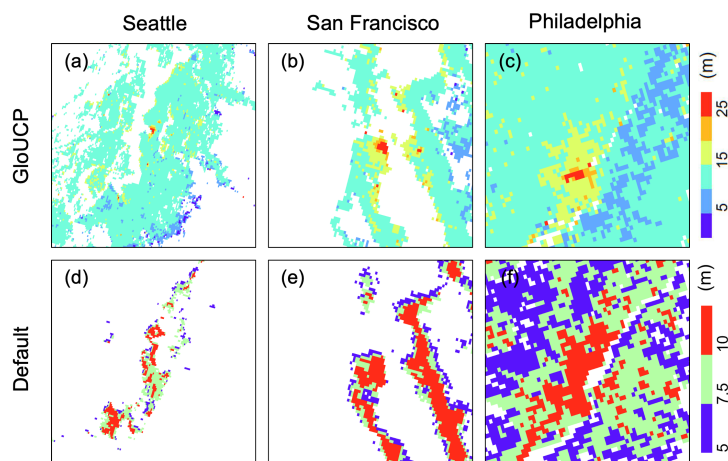 Seattle
San Francisco
Philadelphia
GloUCP
(a)
(b)
(c)
(m)
25
15
5
Default
(d)
(e)
(f)
(m)
10
7.5
5